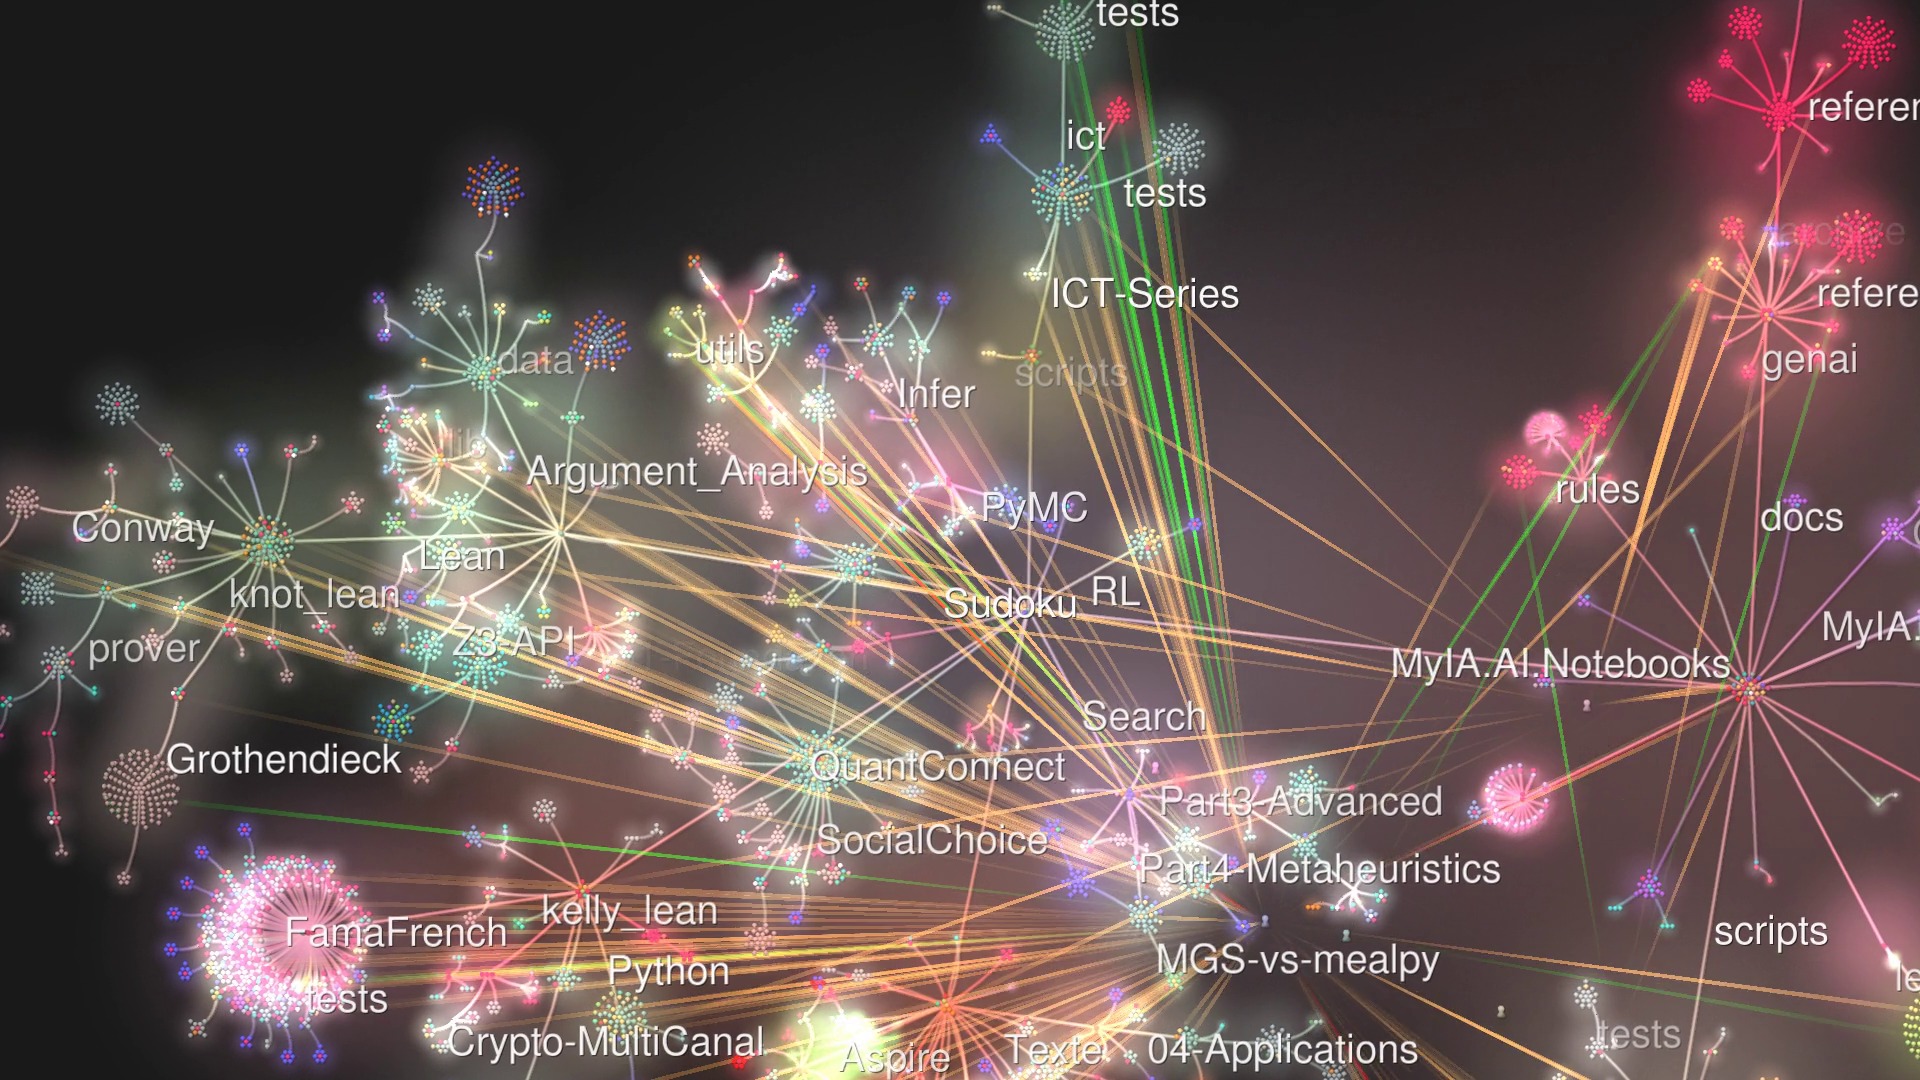 tests
ict
tests
ICT-Series
scripts
data
utils
Infer
lib
Argument_Analysis
PyMC
Conway
Lean
knot_lean
Sudoku
RL
Z3-API
prover
Search
Grothendieck
QuantConnect
Part3-Advanced
SocialChoice
Part4-Metaheuristics
kelly_lean
FamaFrench
MGS-vs-mealpy
Python
tests
Crypto-MultiCanal
Aspire
Texte
04-Applications
genai
rules
docs
MyIA.AI.Notebooks
MyIA.
scripts
tests